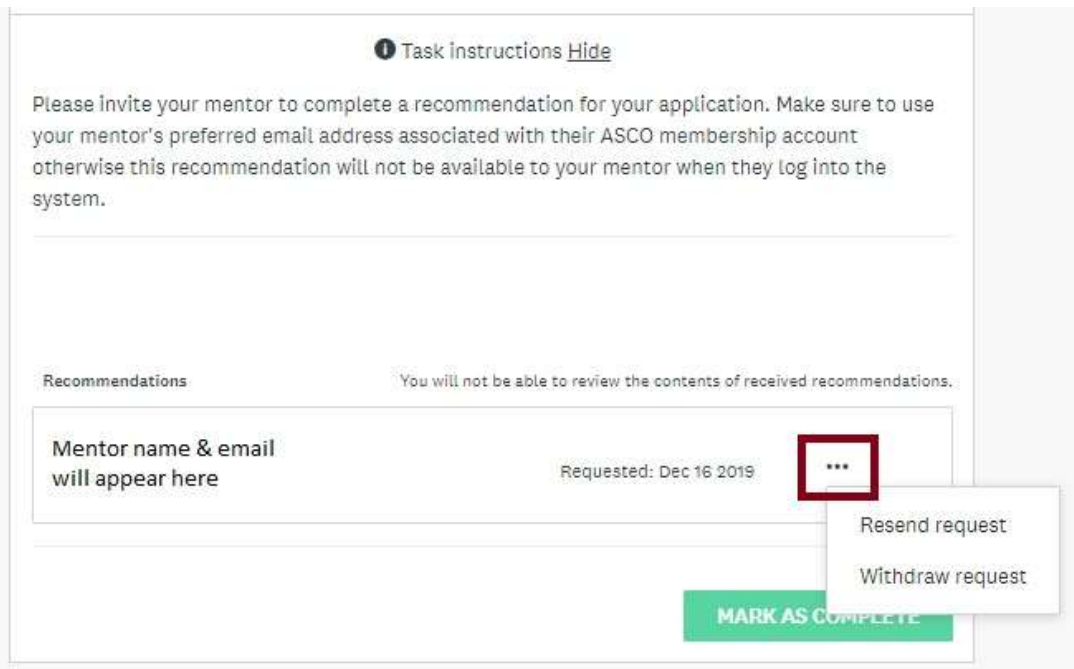 Task instructions Hide
Please invite your mentor to complete a recommendation for your application. Make sure to use
your mentor's preferred email address associated with their ASCO membership account
otherwise this recommendation will not be available to your mentor when they log into the
system.
Recommendations You will not be able to review the contents of received recommendations.
Mentor name & email
will appear here
Requested: Dec 16 2019 •••
Resend request
Withdraw request
MARK AS COMPLETE